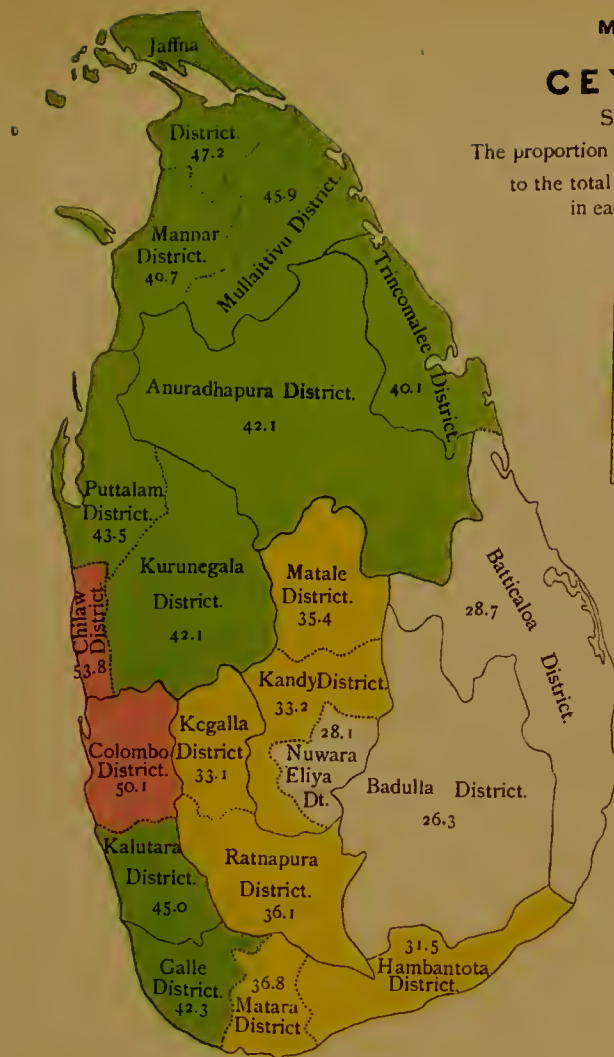 M
CEY
S
The proportion
to the total
in eac
Jaffna
District.
47.2
45.9
Mullaittivu District
Mannar
District.
40.7
Trincomalee District.
40.1
Anuradhapura District.
42.1
Puttalam
District.
43.5
Kurunegala
District.
42.1
Chilaw
District.
53.8
Matale
District.
35.4
Batticaloa
District.
28.7
Kandy District.
33.2
Kegalla
District
33.1
28.1
Nuwara
Eliya
Dt.
Colombo
District.
50.1
Badulla District.
26.3
Kalutara
District.
45.0
Ratnapura
District.
36.1
Galle
District.
42.3
36.8
Matara
District
31.5
Hambantota
District.